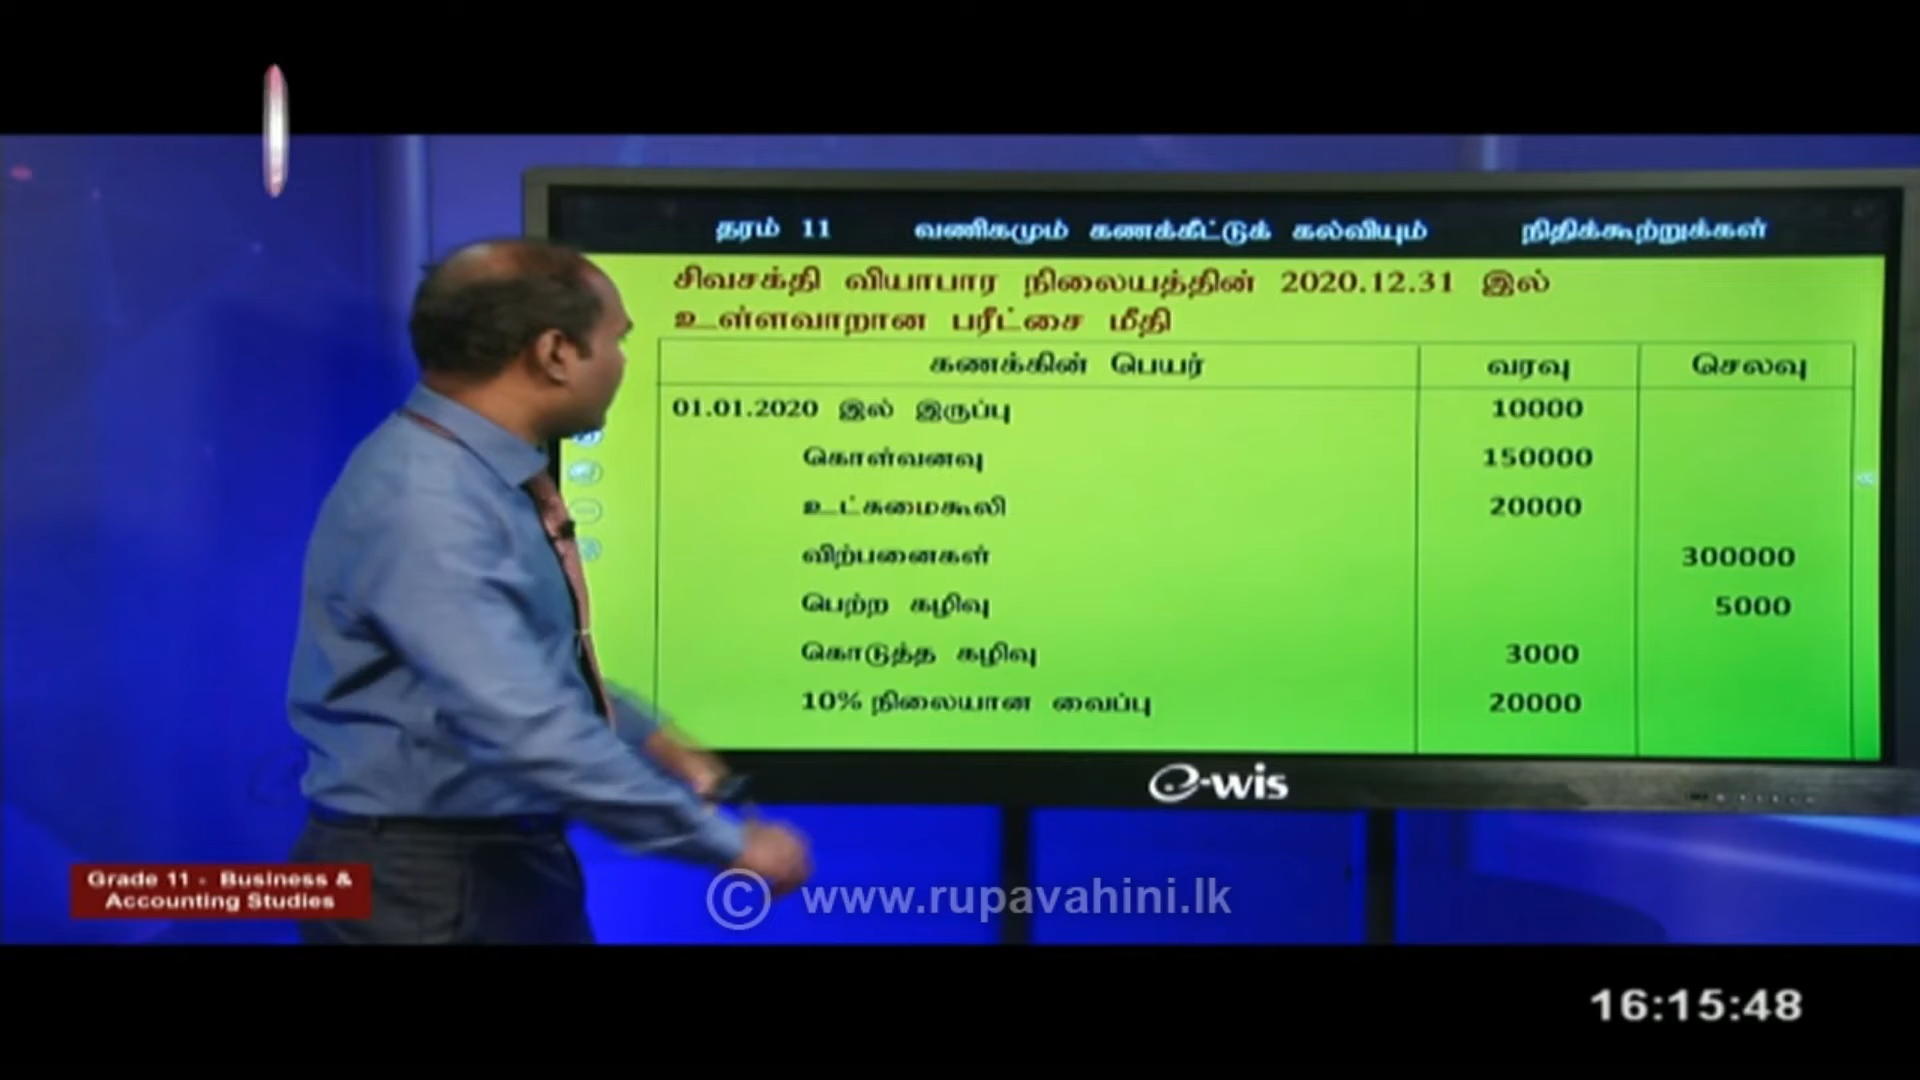 தரம் 11 வணிகமும் கணக்கீட்டுக் கல்வியும் நிதிக்கூற்றுக்கள்
சிவசக்தி வியாபார நிலையத்தின் 2020.12.31 இல்
உள்ளவாறான பரீட்சை மீதி
கணக்கின் பெயர் வரவு செலவு
01.01.2020 இல் இருப்பு 10000
கொள்வனவு 150000
உட்சுமைகூலி 20000
விற்பனைகள் 300000
பெற்ற கழிவு 5000
கொடுத்த கழிவு 3000
10% நிலையான வைப்பு 20000
e-wis
Grade 11 - Business &
Accounting Studies
© www.rupavahini.lk
16:15:48